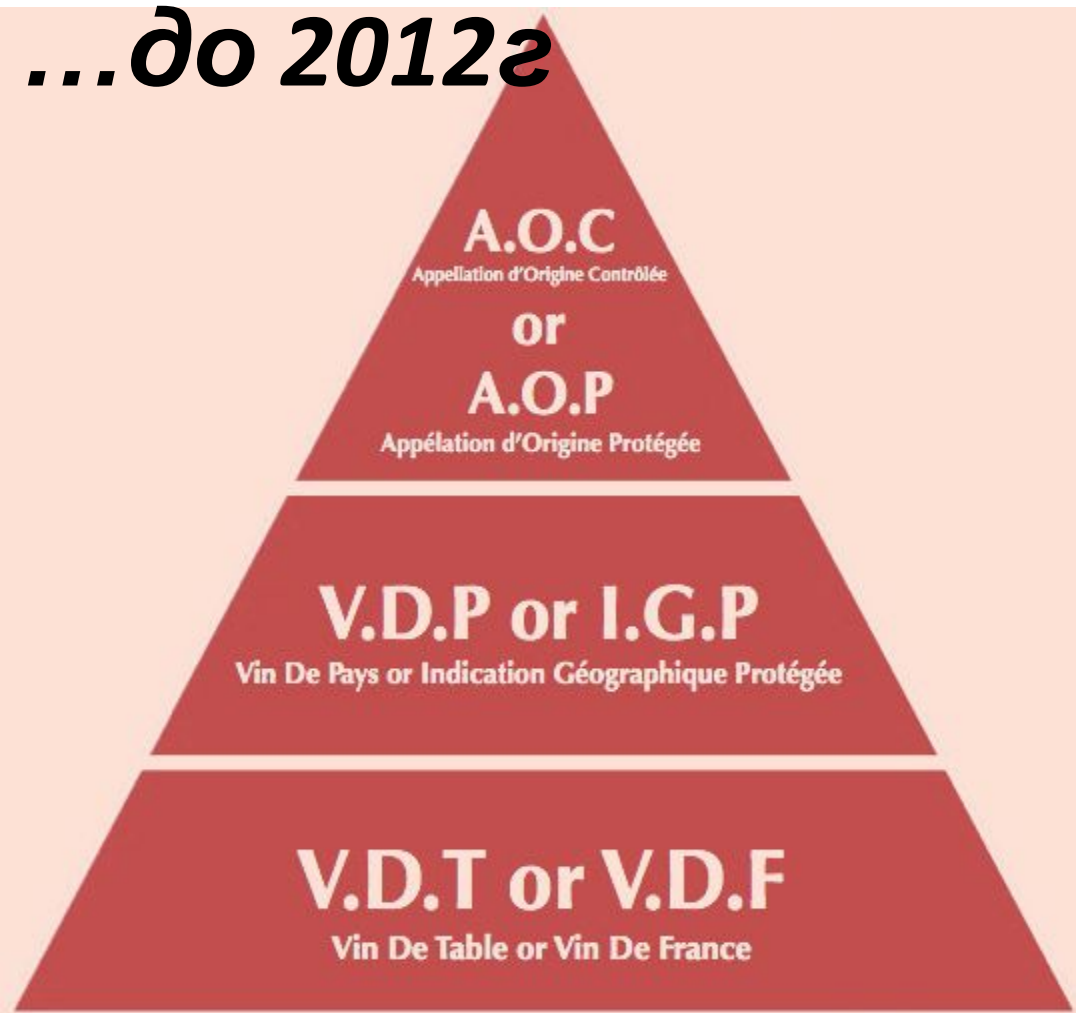 ...до 2012г
A.O.C
Appellation d'Origine Contrôlée
or
A.O.P
Appélation d'Origine Protégée
V.D.P or I.G.P
Vin De Pays or Indication Géographique Protégée
V.D.T or V.D.F
Vin De Table or Vin De France